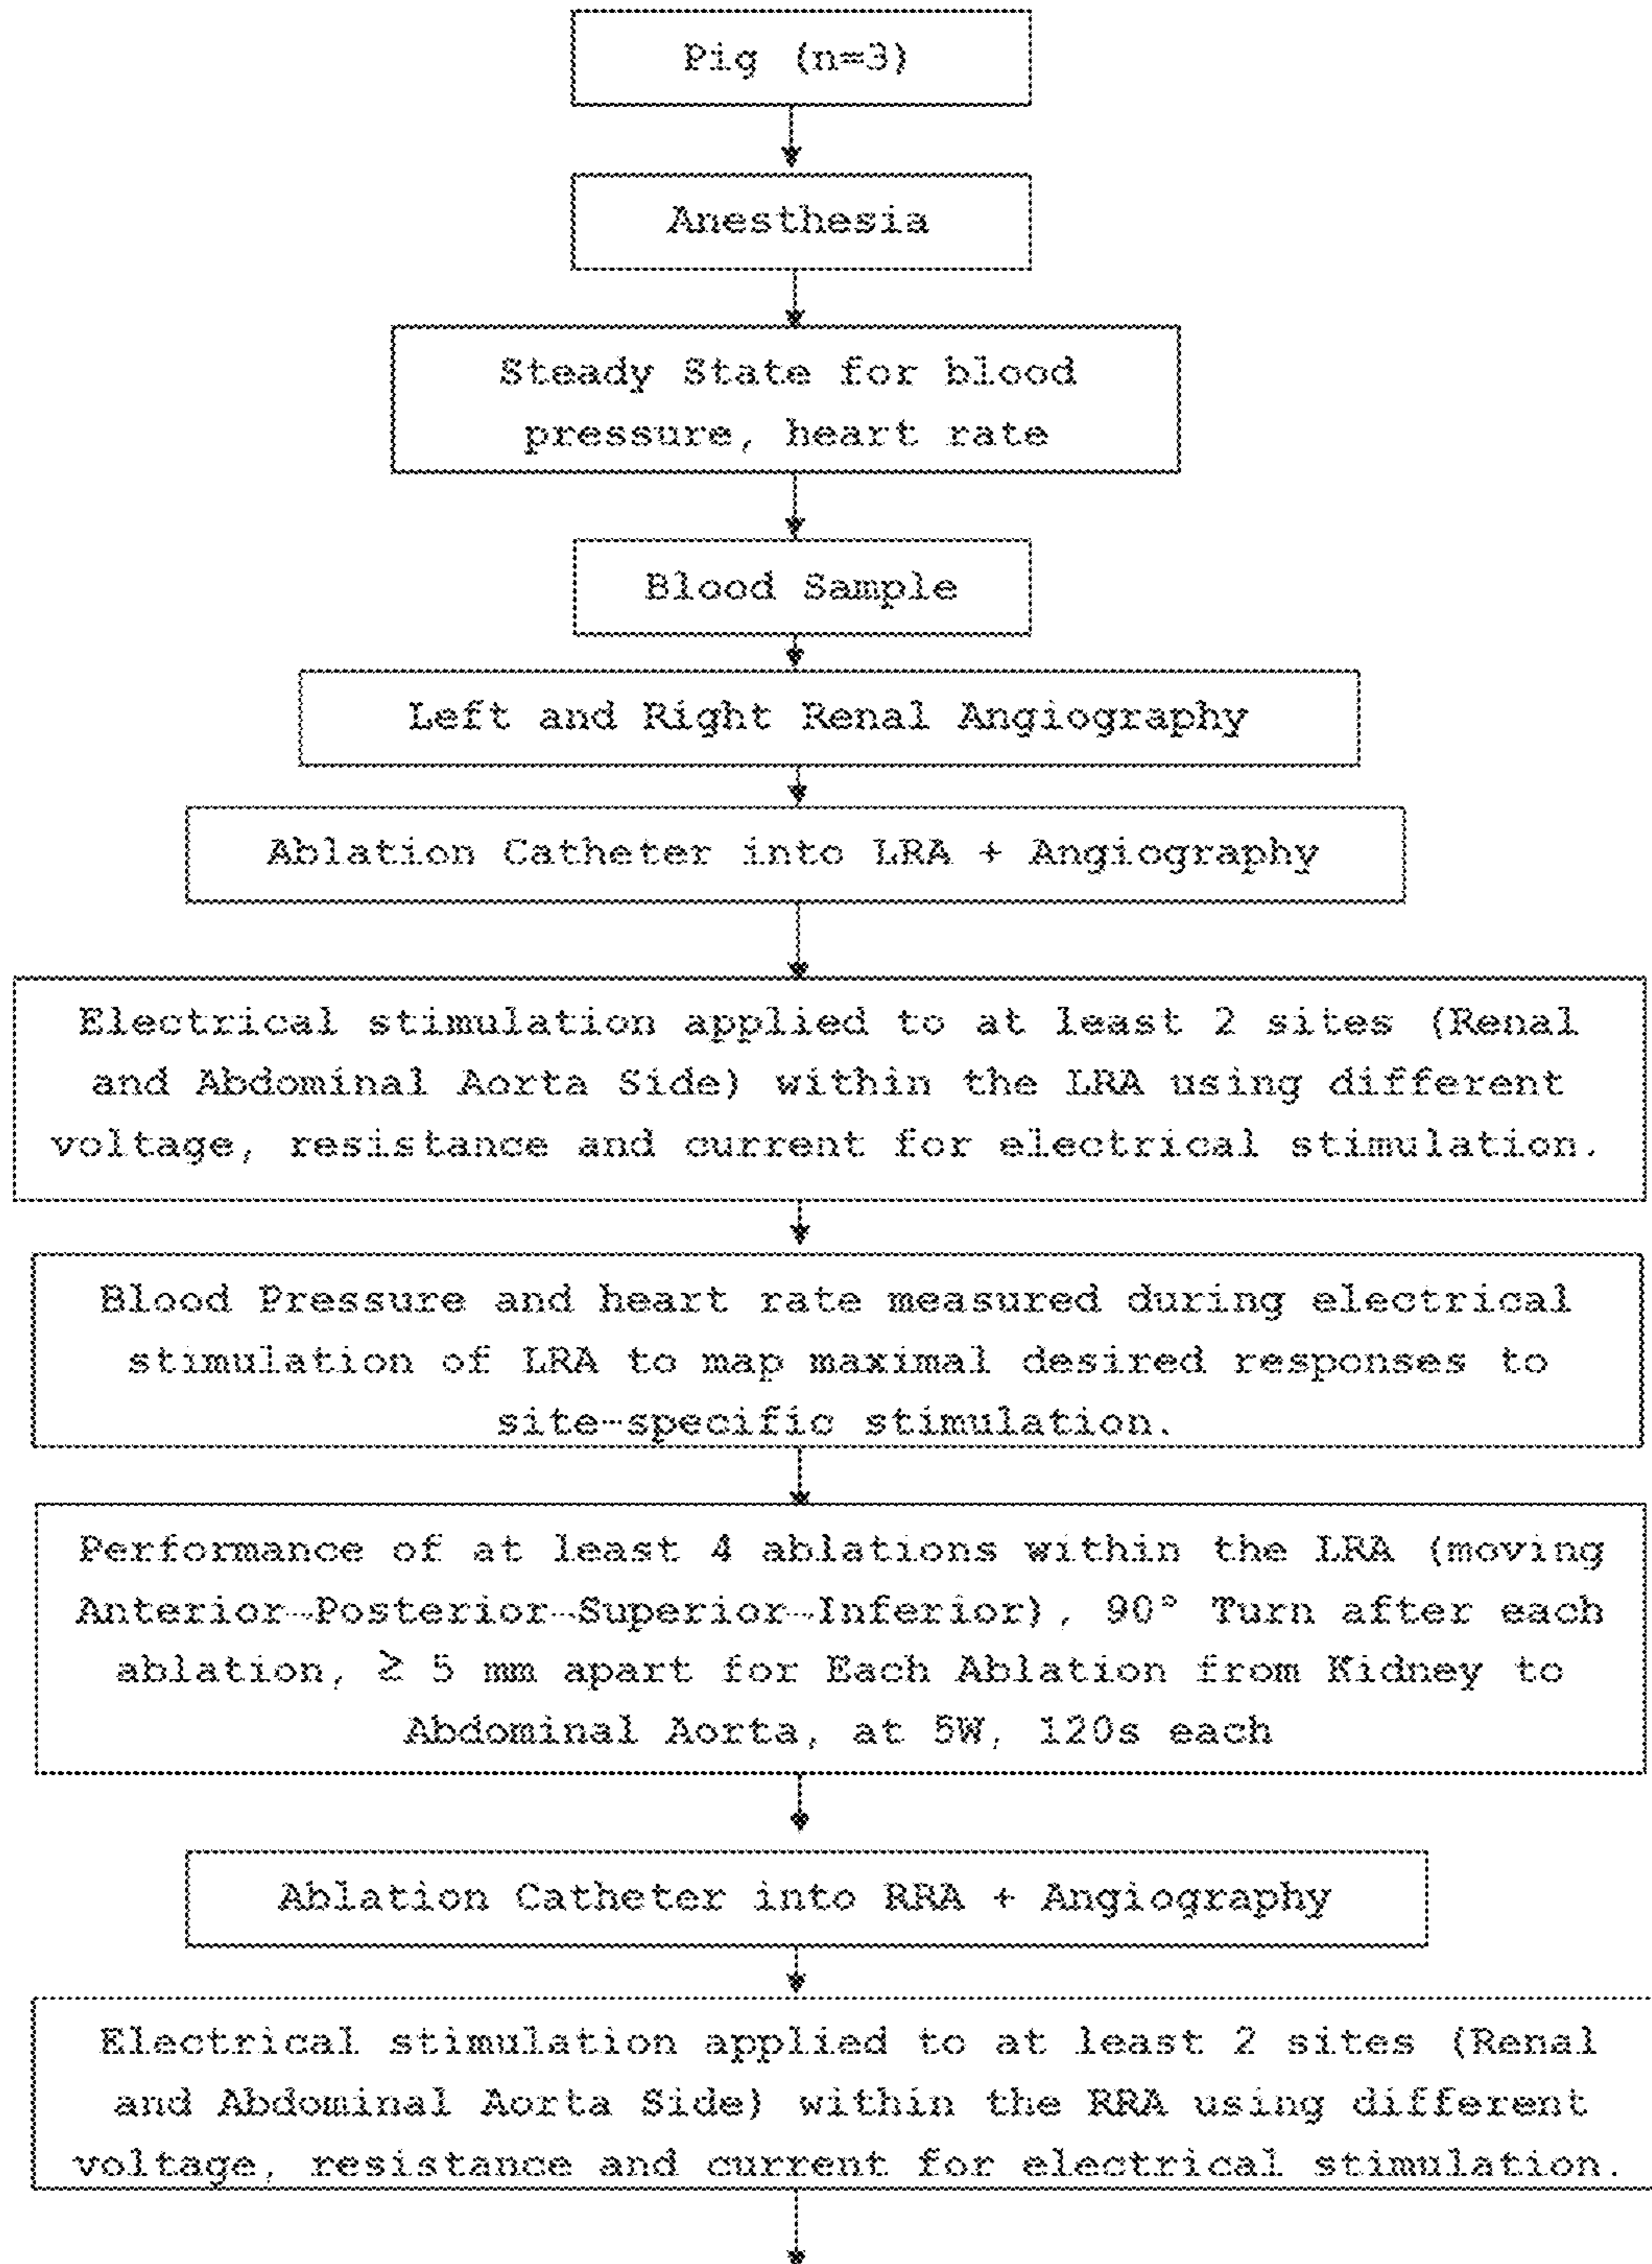 Pig (n=3)
Anesthesia
Steady State for blood
pressure, heart rate
Blood Sample
Left and Right Renal Angiography
Ablation Catheter into LRA + Angiography
Electrical stimulation applied to at least 2 sites (Renal
and Abdominal Aorta Side) within the LRA using different
voltage, resistance and current for electrical stimulation.
Blood Pressure and heart rate measured during electrical
stimulation of LRA to map maximal desired responses to
site-specific stimulation.
Performance of at least 4 ablations within the LRA (moving
Anterior-Posterior-Superior-Inferior), 90° Turn after each
ablation, ≥ 5 mm apart for Each Ablation from Kidney to
Abdominal Aorta, at 5W, 120s each
Ablation Catheter into RRA + Angiography
Electrical stimulation applied to at least 2 sites (Renal
and Abdominal Aorta Side) within the RRA using different
voltage, resistance and current for electrical stimulation.